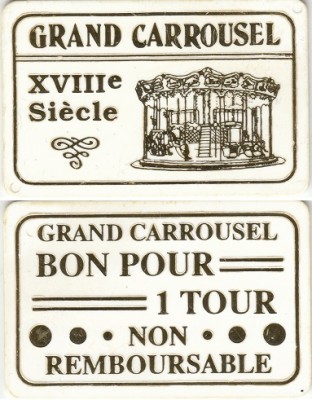 GRAND CARROUSEL
XVIIIe
Siècle
GRAND CARROUSEL
BON POUR
1 TOUR
NON
REMBOURSABLE